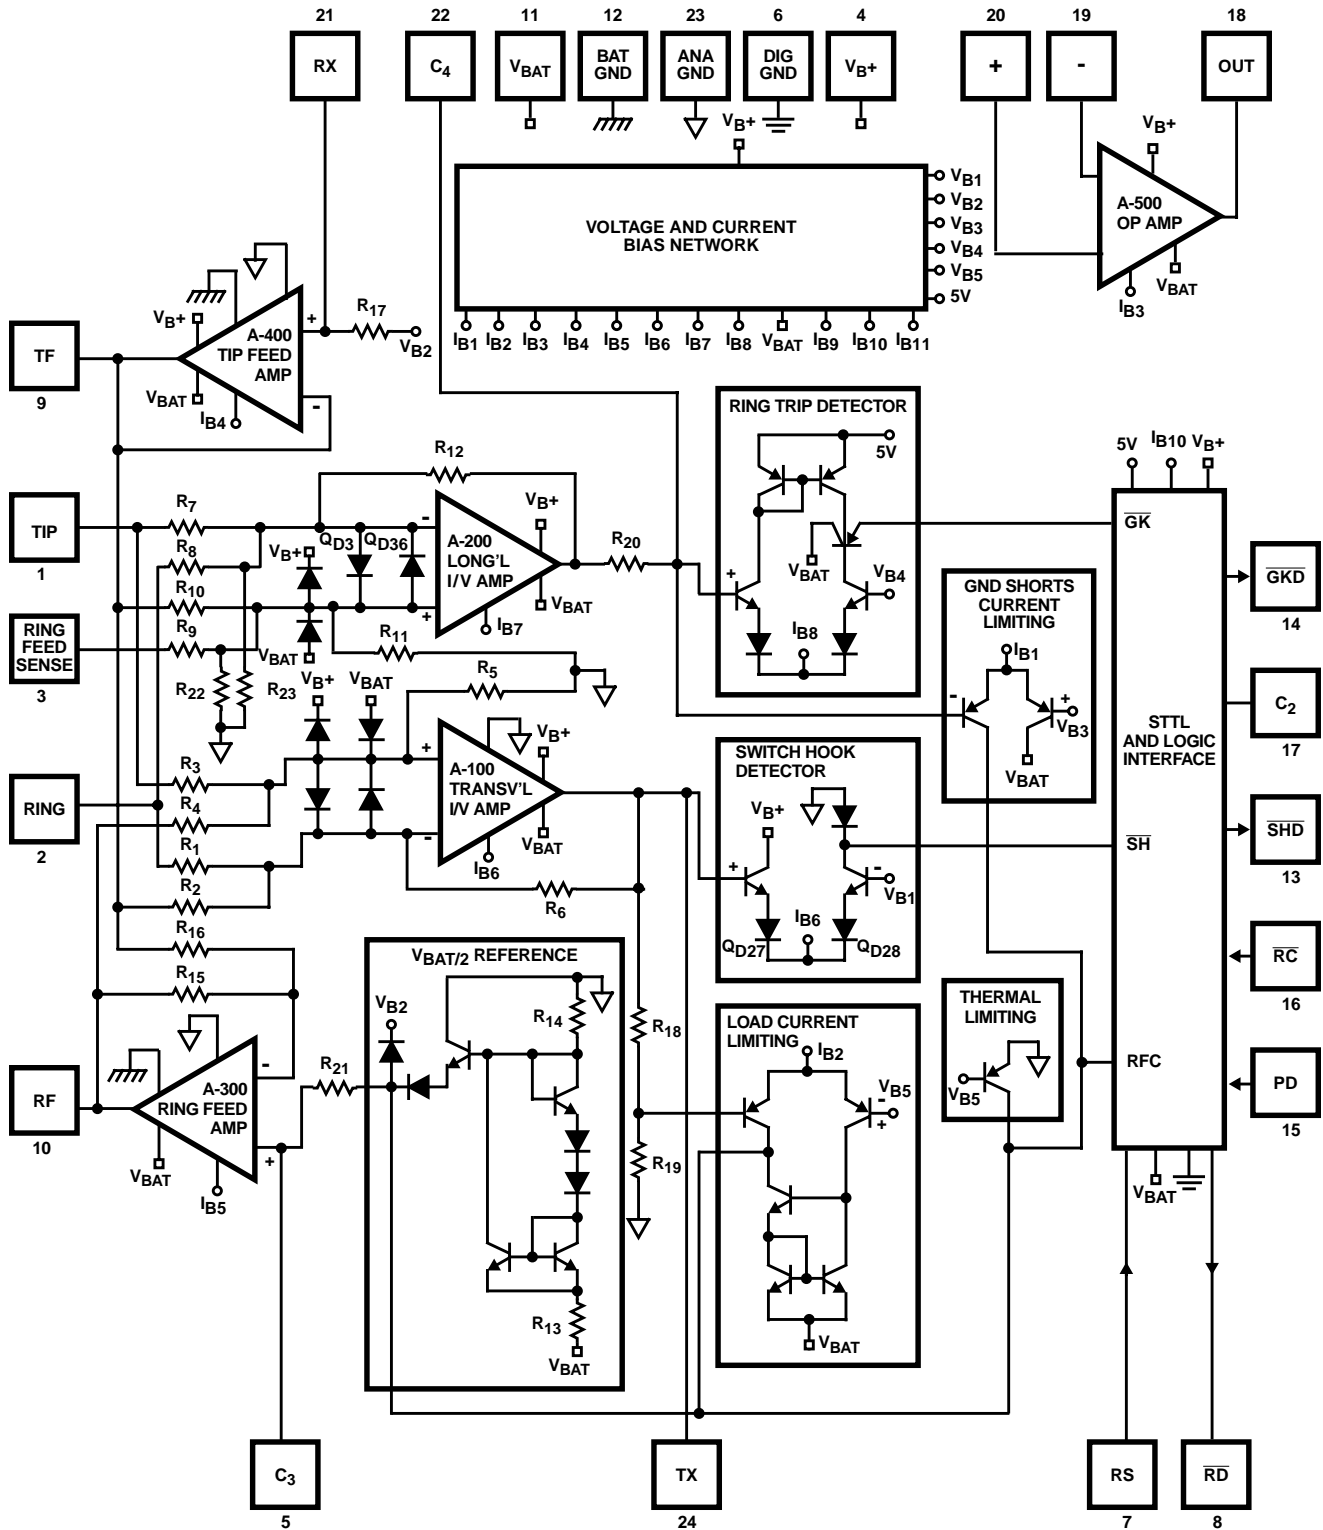 21
22
11
12
23
6
4
20
19
18
RX
C4
VBAT
BAT
GND
ANA
GND
DIG
GND
VB+
+
-
OUT
VB+
VB+
VOLTAGE AND CURRENT
BIAS NETWORK
VB1
VB2
VB3
VB4
VB5
5V
A-500
OP AMP
VBAT
IB3
IB1
IB2
IB3
IB4
IB5
IB6
IB7
IB8
VBAT
IB9
IB10
IB11
TF
9
VB+
A-400
TIP FEED
AMP
+
-
R17
VB2
VBAT
IB4
TIP
1
R7
R8
R10
R9
RING
FEED
SENSE
3
R22
R23
R12
VB+
QD3
QD36
VBAT
-
+
A-200
LONG'L
I/V AMP
VB+
VBAT
IB7
R20
R11
R5
RING TRIP DETECTOR
5V
VBAT
+
VB4
IB8
GND SHORTS
CURRENT
LIMITING
IB1
-
+
VB3
VBAT
5V
IB10
VB+
GK
STTL
AND LOGIC
INTERFACE
SH
RFC
GKD
14
C2
17
SHD
13
RC
16
PD
15
RING
2
R3
R4
R1
R2
R16
R15
VB+
VBAT
+
-
A-100
TRANSV'L
I/V AMP
VB+
VBAT
IB6
R6
SWITCH HOOK
DETECTOR
VB+
+
-
VB1
IB6
QD27
QD28
VBAT/2 REFERENCE
VB2
R14
R13
VBAT
R18
R19
LOAD CURRENT
LIMITING
IB2
-
VB5
+
VBAT
THERMAL
LIMITING
VB5
RF
10
A-300
RING FEED
AMP
-
+
R21
VBAT
IB5
VBAT
C3
5
TX
24
RS
7
RD
8